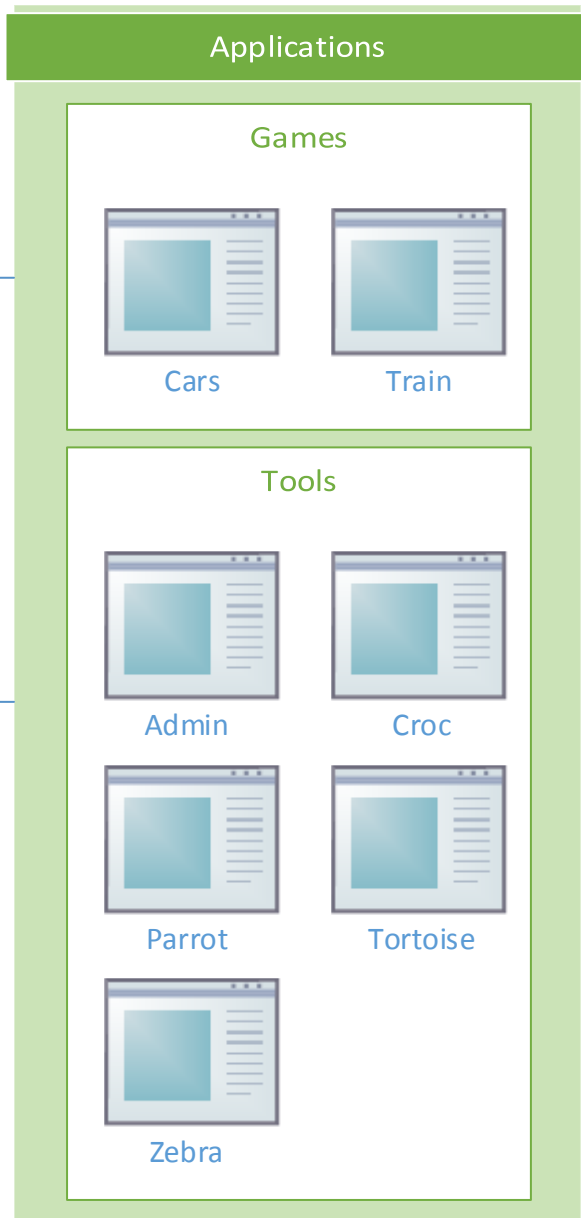 Applications
Games
Cars Train
Tools
Admin Croc
Parrot Tortoise
Zebra